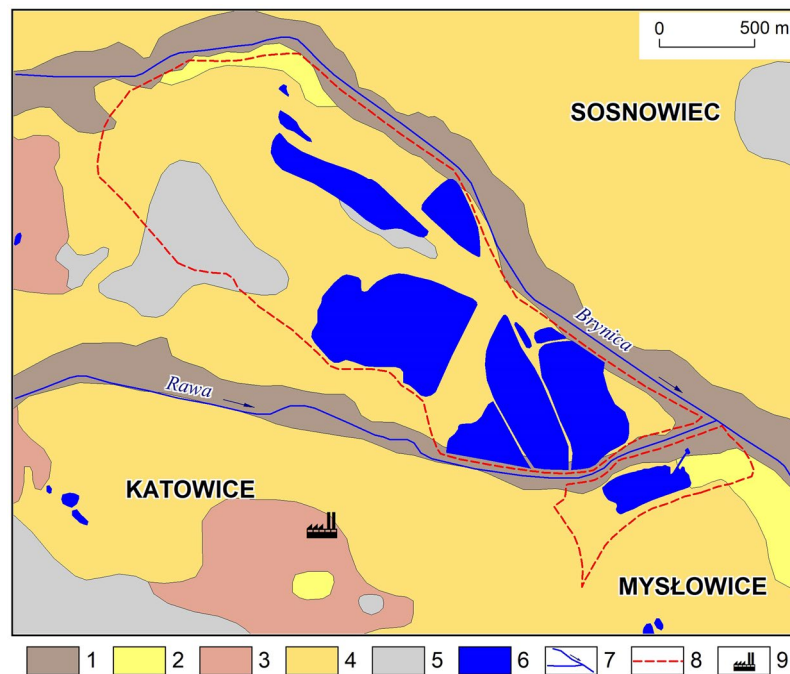 0 500 m
SOSNOWIEC
Brynica
Rawa
KATOWICE
MYSŁOWICE
1 2 3 4 5 6 7 8 9